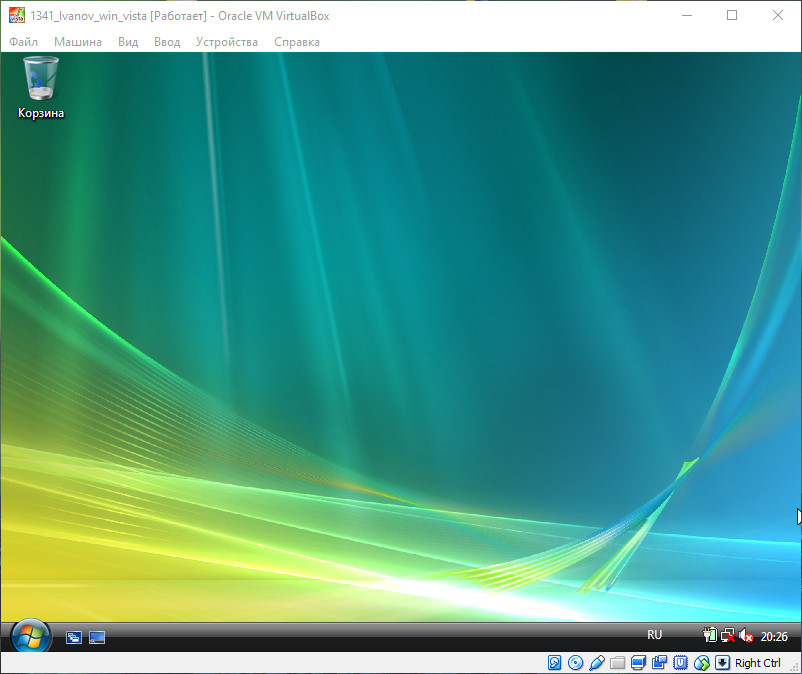 1341_Ivanov_win_vista [Работает] - Oracle VM VirtualBox
Файл Машина Вид Ввод Устройства Справка
Корзина
RU 20:26
Right Ctrl